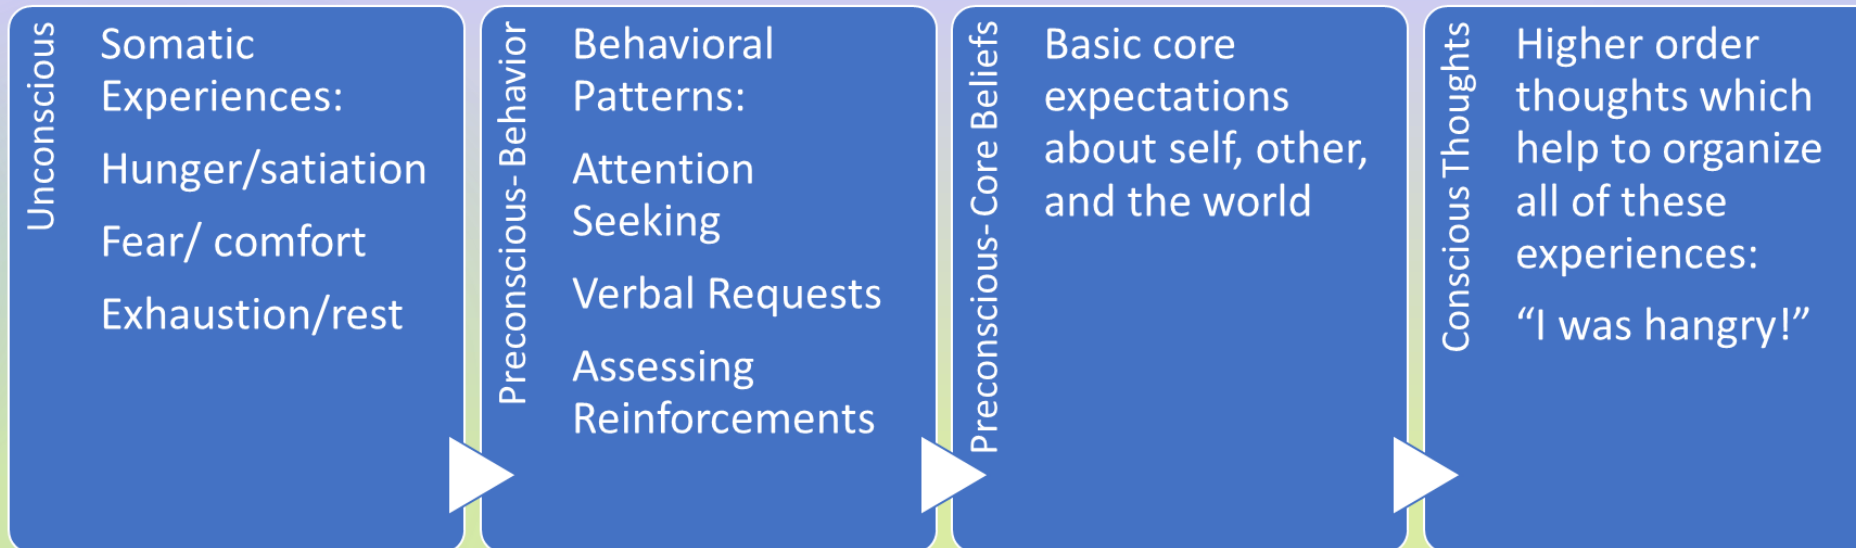 Unconscious
Somatic
Experiences:
Hunger/satiation
Fear/ comfort
Exhaustion/rest
Preconscious- Behavior
Behavioral
Patterns:
Attention
Seeking
Verbal Requests
Assessing
Reinforcements
Preconscious- Core Beliefs
Basic core
expectations
about self, other,
and the world
Conscious Thoughts
Higher order
thoughts which
help to organize
all of these
experiences:
“I was hangry!”